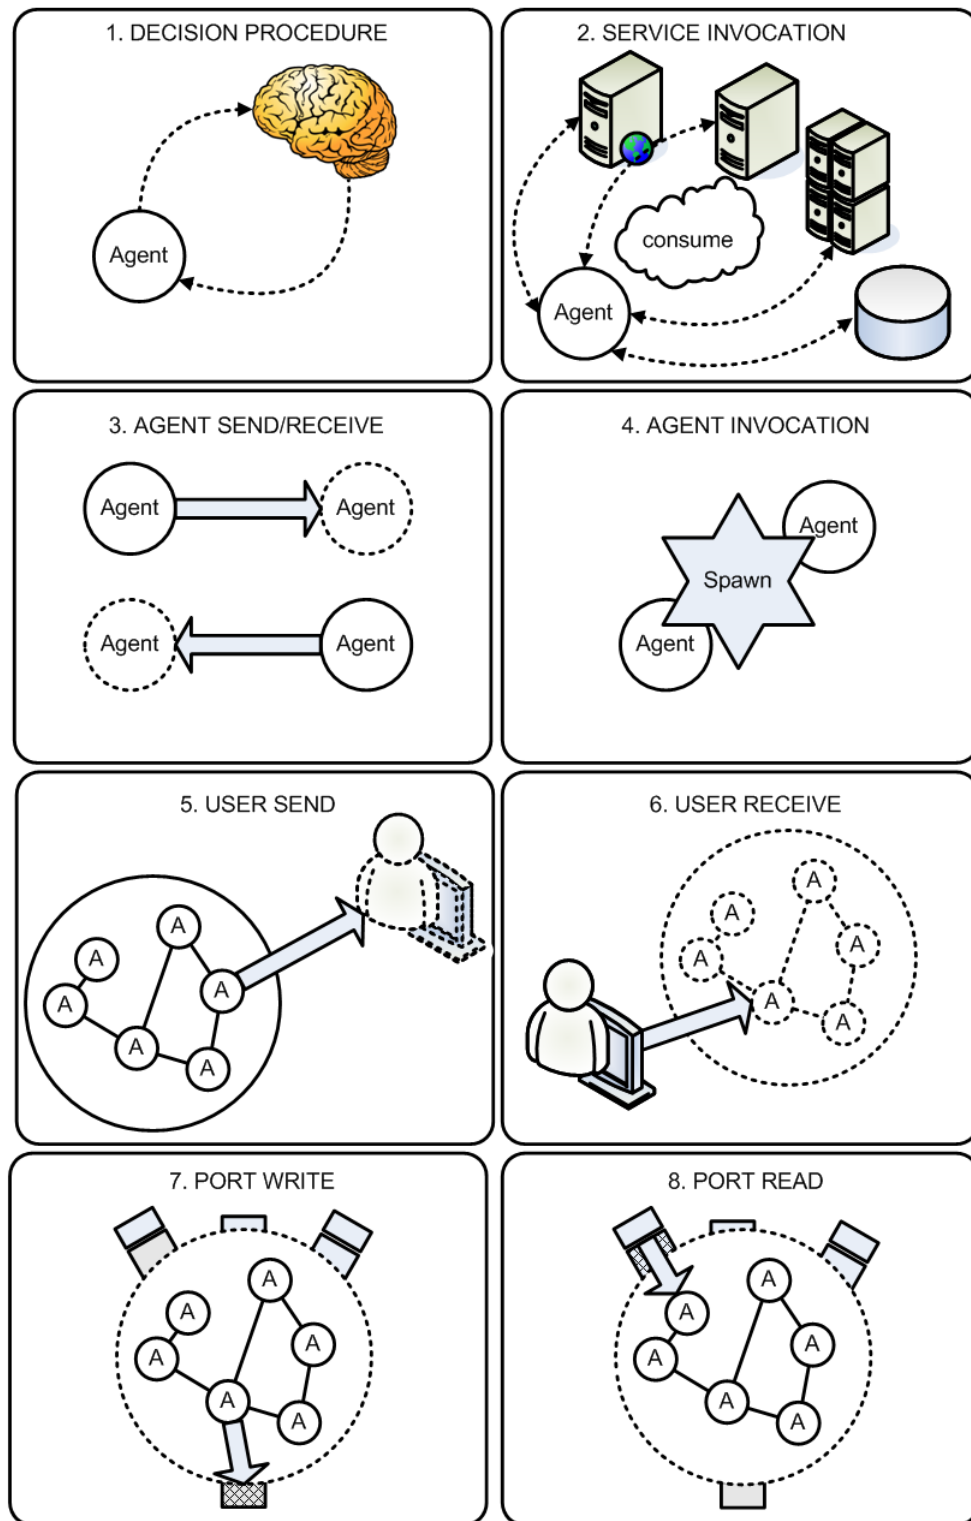 1. DECISION PROCEDURE
Agent
2. SERVICE INVOCATION
consume
Agent
3. AGENT SEND/RECEIVE
Agent
Agent
Agent
Agent
4. AGENT INVOCATION
Agent
Spawn
Agent
5. USER SEND
A
A
A
A
A
A
6. USER RECEIVE
A
A
A
A
A
A
7. PORT WRITE
A
A
A
A
A
A
8. PORT READ
A
A
A
A
A
A